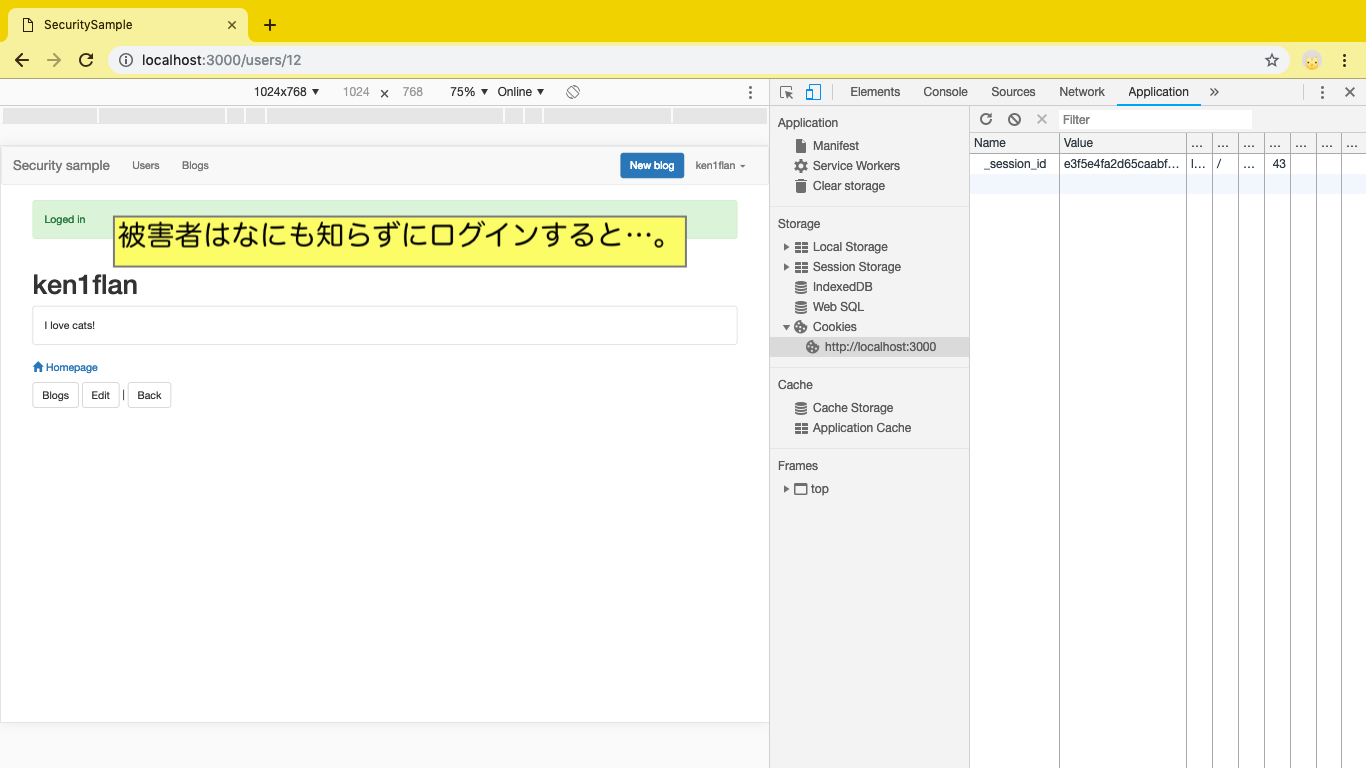 SecuritySample
localhost:3000/users/12
1024x768 ▼ 1024 × 768 75% ▼ Online ▼
Elements Console Sources Network Application »
Security sample Users Blogs New blog ken1flan
Loged in
被害者はなにも知らずにログインすると…。
ken1flan
I love cats!
Homepage
Blogs Edit | Back
Application
Manifest
Service Workers
Clear storage
Storage
Local Storage
Session Storage
IndexedDB
Web SQL
Cookies
http://localhost:3000
Cache
Cache Storage
Application Cache
Frames
top
Filter
Name Value ... ... ... ... ... ... ...
_session_id e3f5e4fa2d65caabf... l... / ... 43